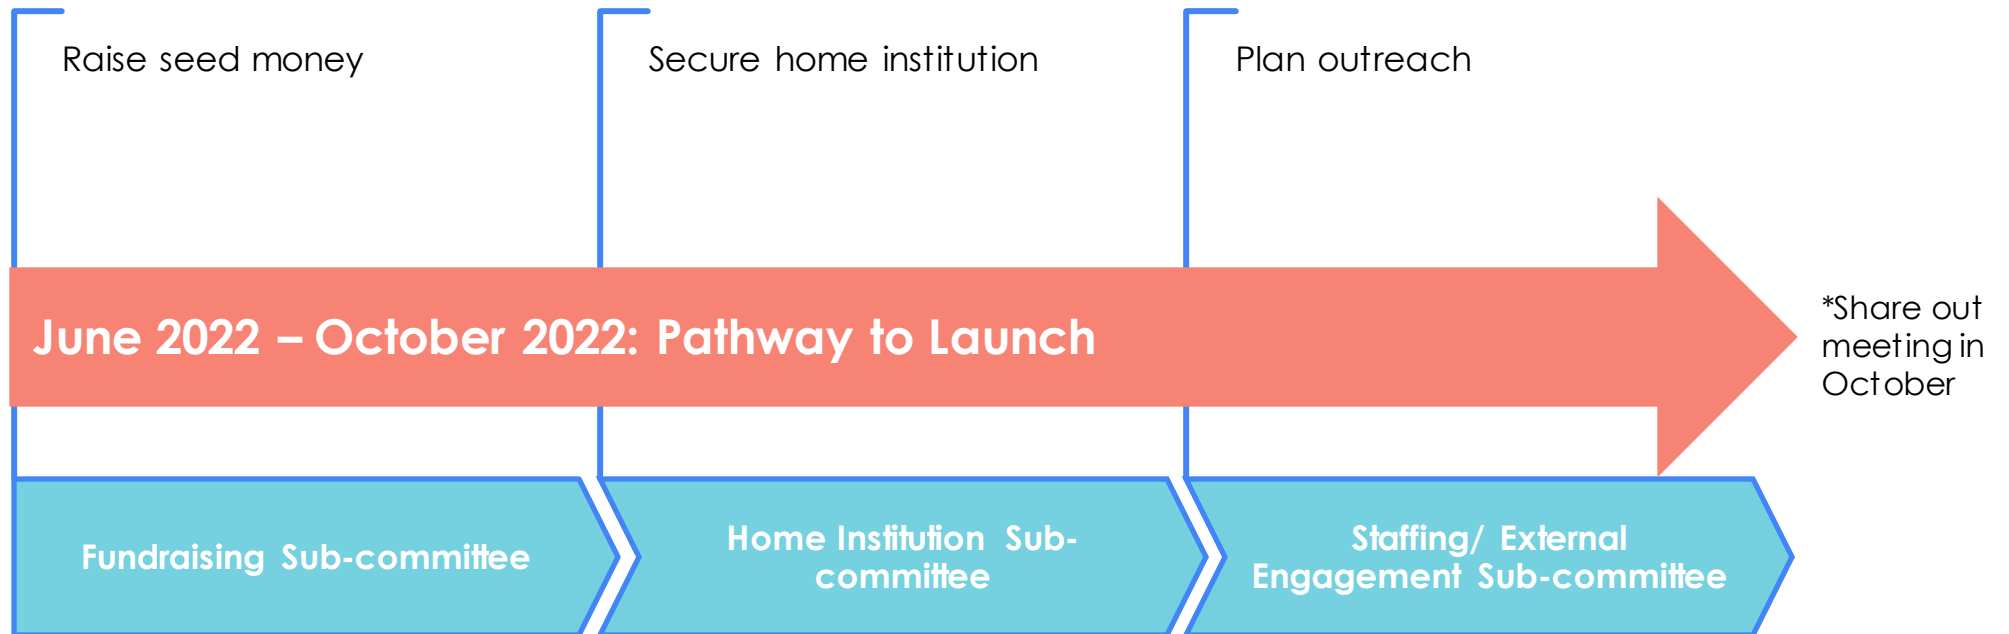 Raise seed money
Secure home institution
Plan outreach
June 2022 – October 2022: Pathway to Launch
*Share out
meeting in
October
Fundraising Sub-committee
Home Institution Sub-
committee
Staffing/ External
Engagement Sub-committee